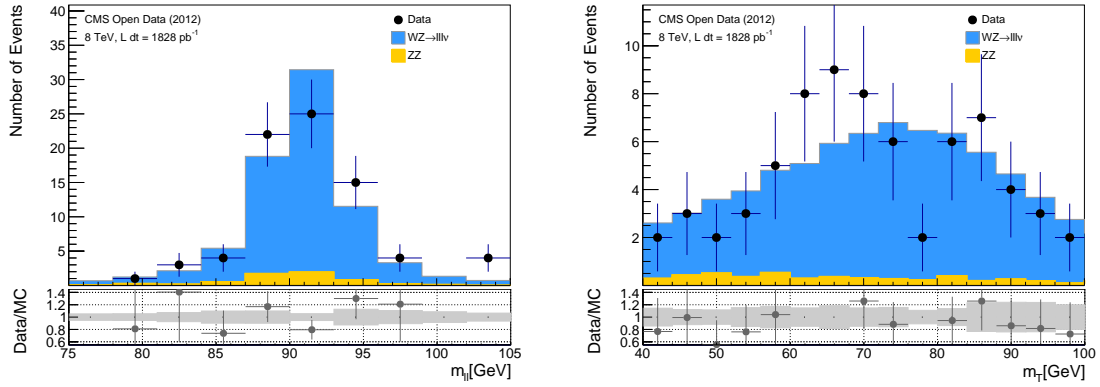 CMS Open Data (2012)
8 TeV, L dt = 1828 pb⁻¹
Data
WZ→lllν
ZZ
Number of Events
40
35
30
25
20
15
10
5
Data/MC
1.4
1.2
1.0
0.8
0.6
75 80 85 90 95 100 105
m_ll[GeV]
CMS Open Data (2012)
8 TeV, L dt = 1828 pb⁻¹
Data
WZ→lllν
ZZ
Number of Events
10
8
6
4
2
Data/MC
1.4
1.2
1.0
0.8
0.6
40 50 60 70 80 90 100
m_T[GeV]